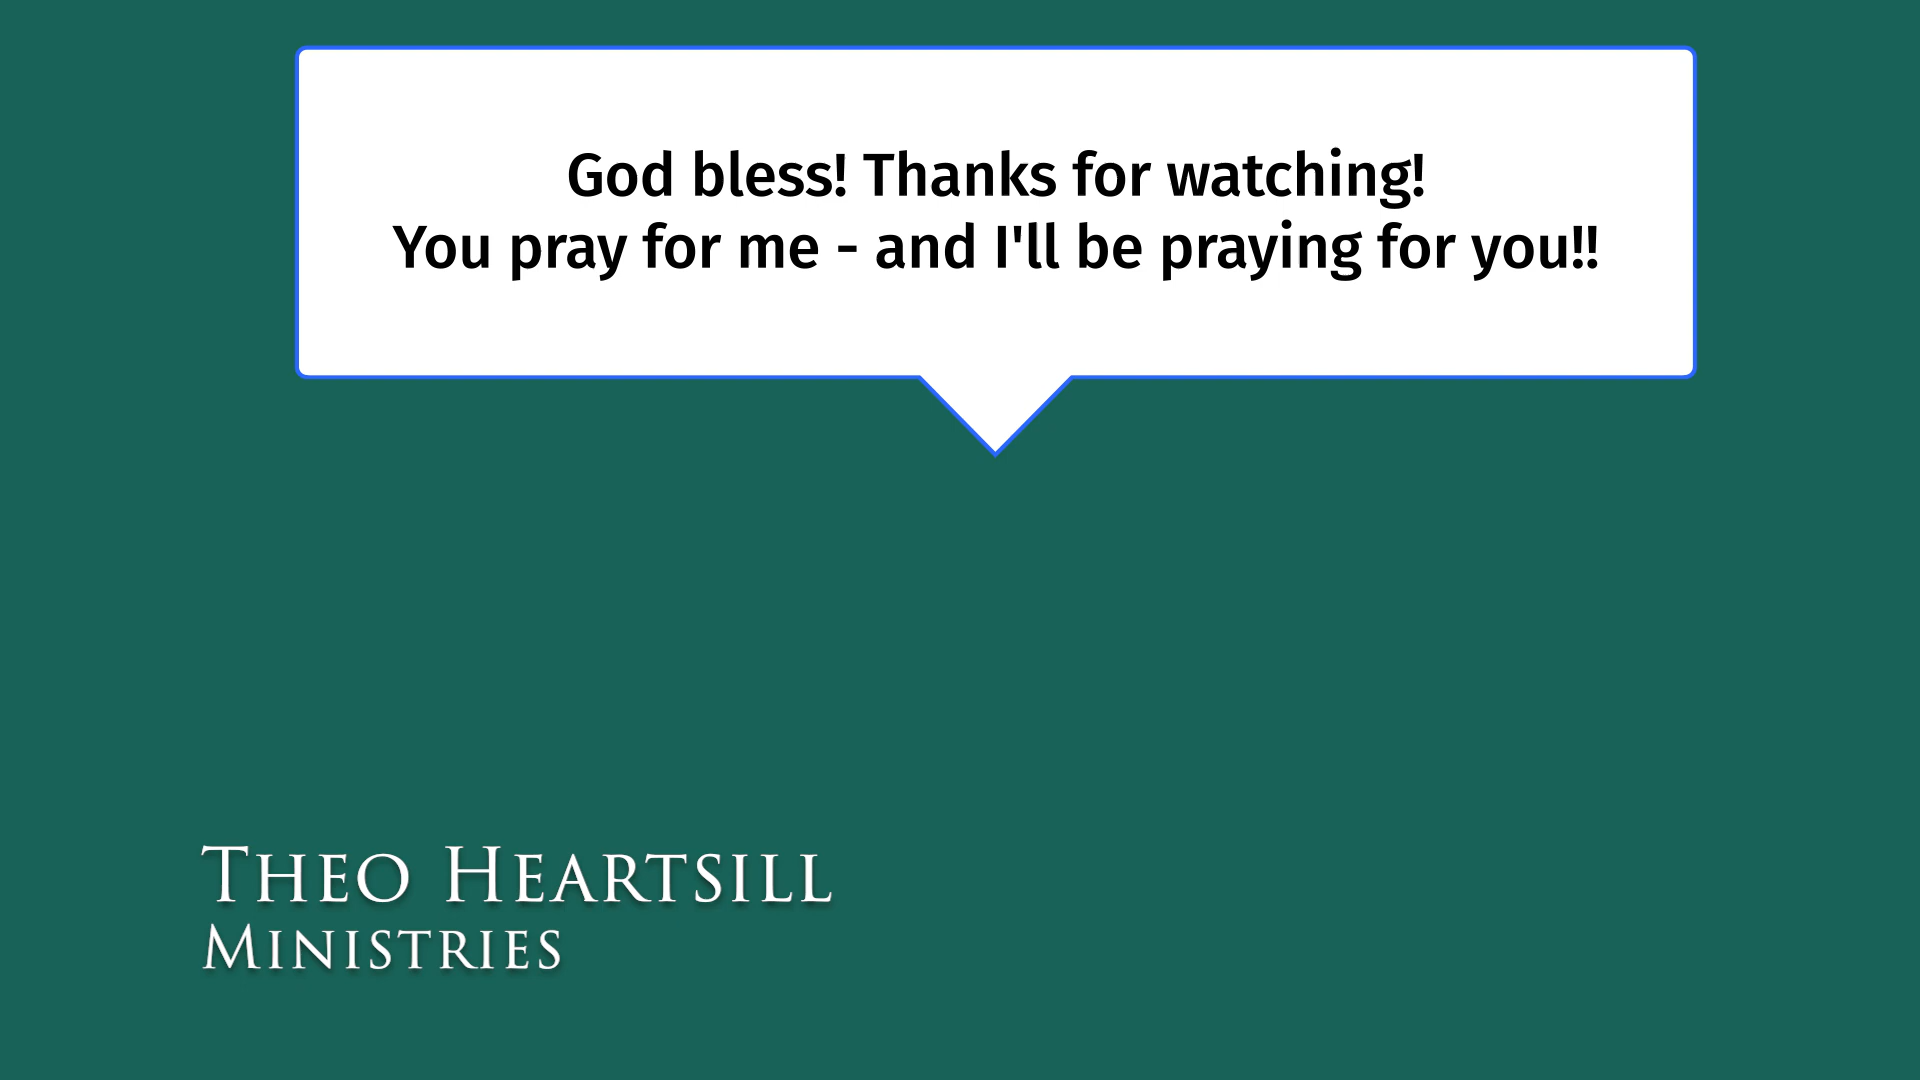 God bless! Thanks for watching!
You pray for me - and I'll be praying for you!!
THEO HEARTSILL
MINISTRIES